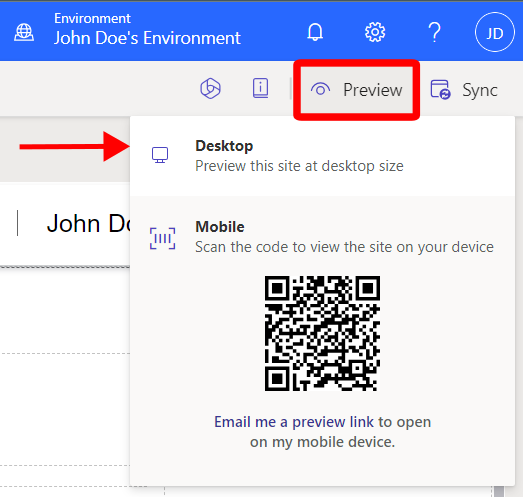 Environment
John Doe's Environment
JD
Preview
Sync
Desktop
Preview this site at desktop size
John Do
Mobile
Scan the code to view the site on your device
Email me a preview link to open
on my mobile device.